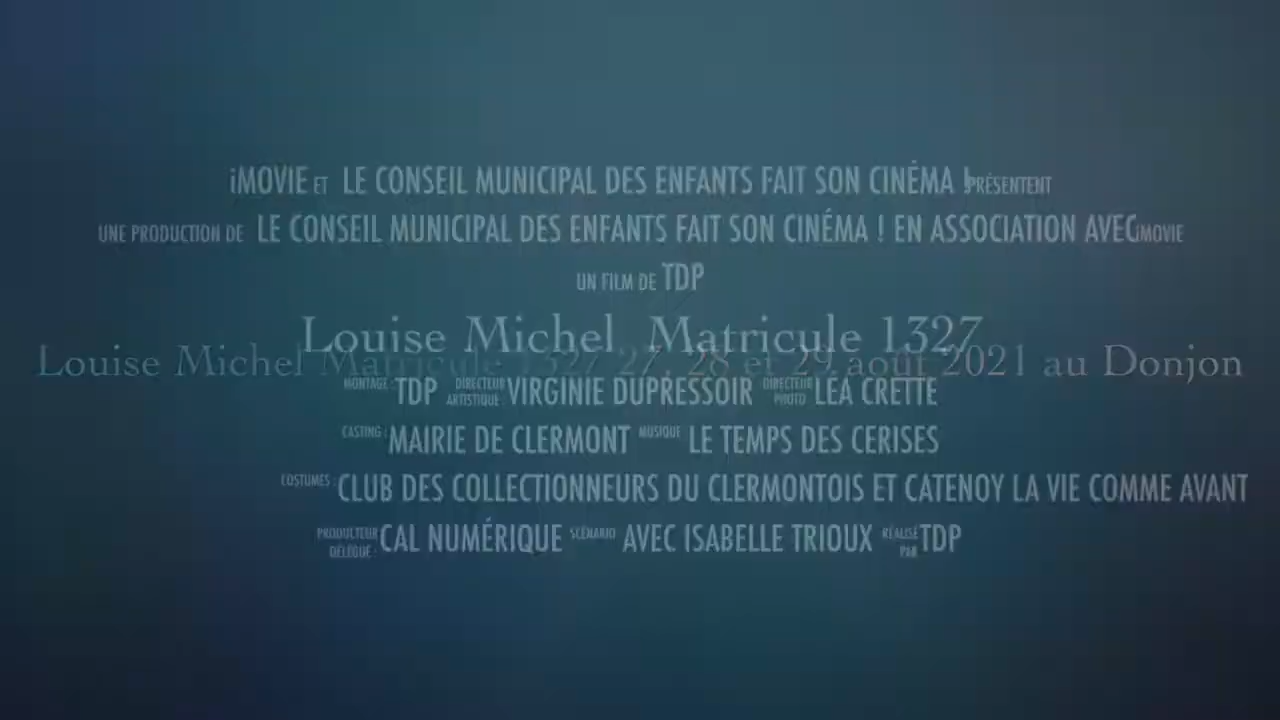 iMOVIE ET LE CONSEIL MUNICIPAL DES ENFANTS FAIT SON CINÉMA ! PRÉSENTENT
UNE PRODUCTION DE LE CONSEIL MUNICIPAL DES ENFANTS FAIT SON CINÉMA ! EN ASSOCIATION AVEC IMOVIE
UN FILM DE TDP
Louise Michel Matricule 1327
Louise Michel Matricule 1327 27, 28 et 29 août 2021 au Donjon
MONTAGE : TDP DIRECTEUR ARTISTIQUE : VIRGINIE DUPRESSOIR DIRECTEUR PHOTO LÉA CRETTE
CASTING : MAIRIE DE CLERMONT MUSIQUE LE TEMPS DES CERISES
COSTUMES : CLUB DES COLLECTIONNEURS DU CLERMONTOIS ET CATENOY LA VIE COMME AVANT
PRODUCTEUR DÉLÉGUÉ : CAL NUMÉRIQUE SCÉNARIO AVEC ISABELLE TRIOUX RÉALISÉ PAR TDP